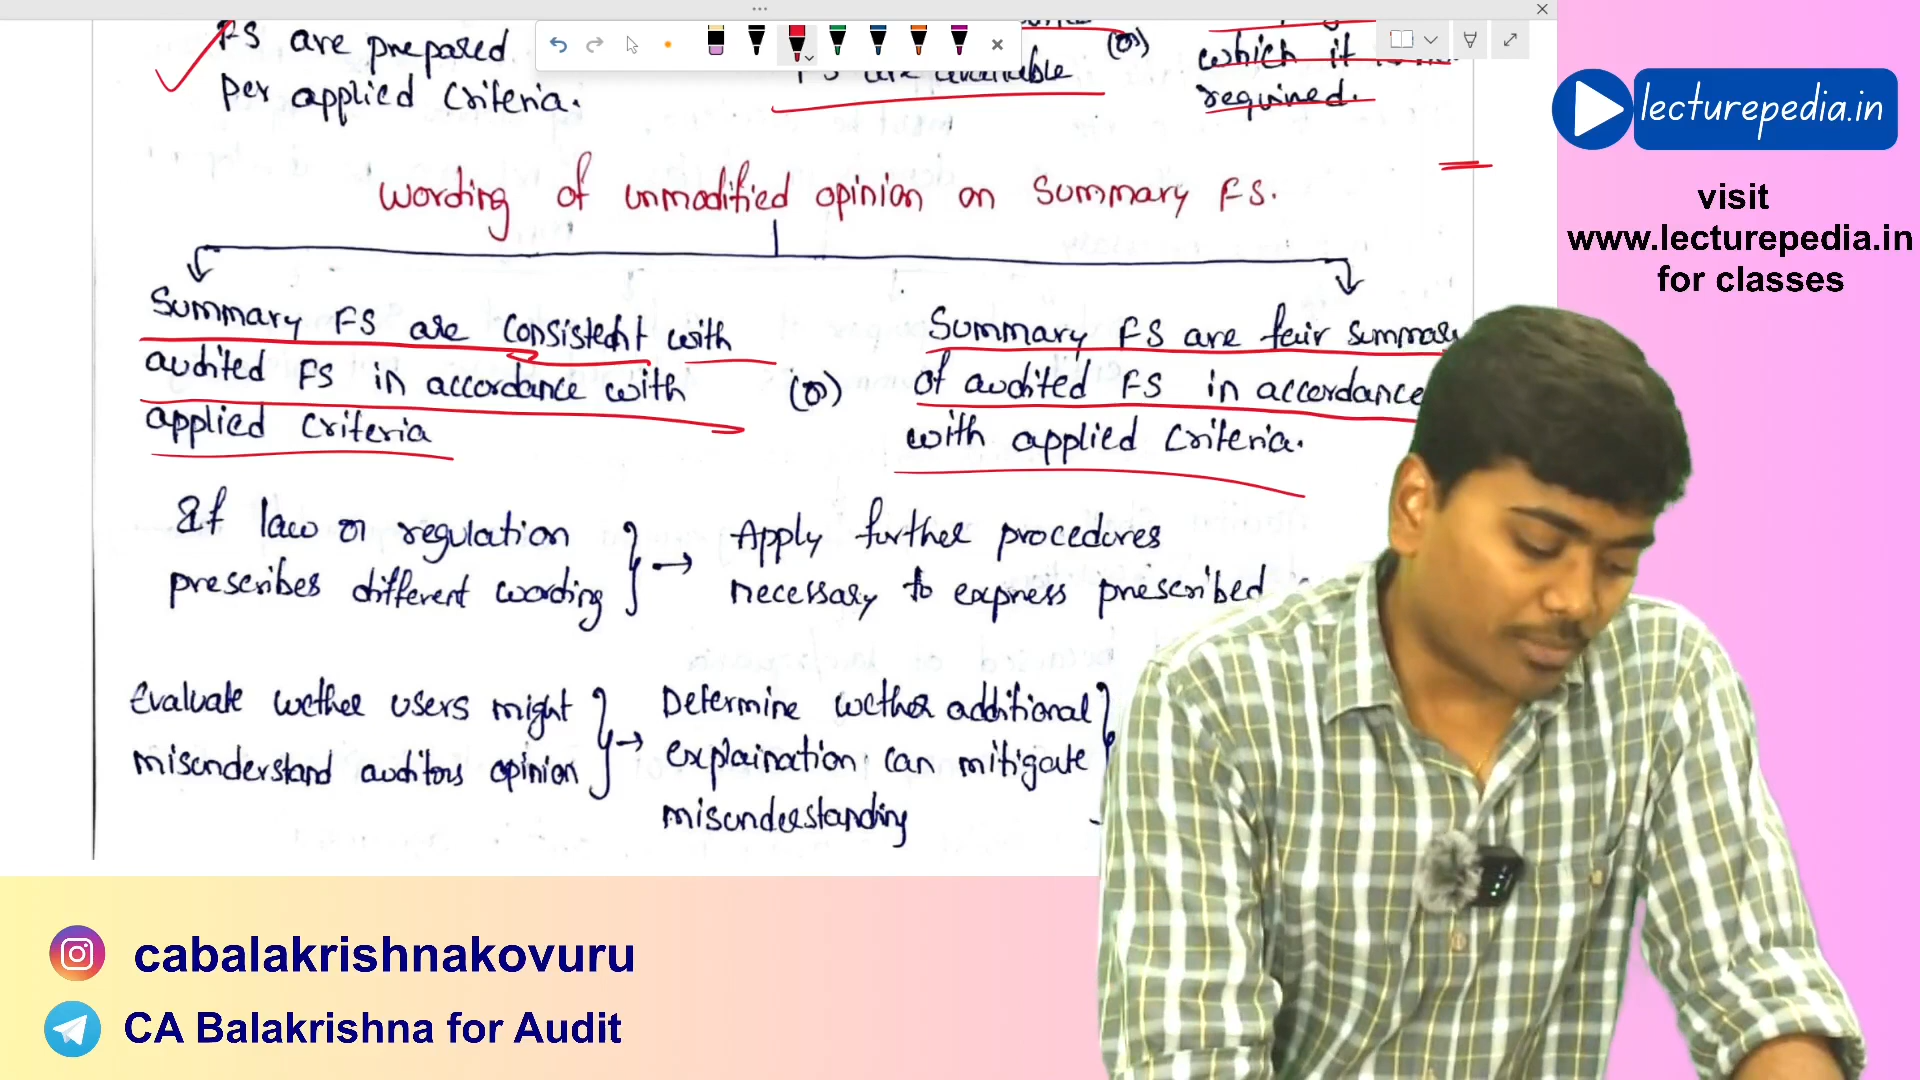 FS are prepared
per applied criteria.
FS are available
(or)
which it
required.
lecturepedia.in
visit
www.lecturepedia.in
for classes
wording of unmodified opinion on Summary FS.
Summary FS are Consistent with
audited FS in accordance with
applied Criteria
(or)
Summary FS are fair summary
of audited FS in accordance
with applied Criteria.
If law or regulation
prescribes different wording
→ Apply further procedures
necessary to express prescribed
Evaluate wether users might
misunderstand auditors opinion
→ Determine wether additional
explaination can mitigate
misunderstanding
cabalakrishnakovuru
CA Balakrishna for Audit